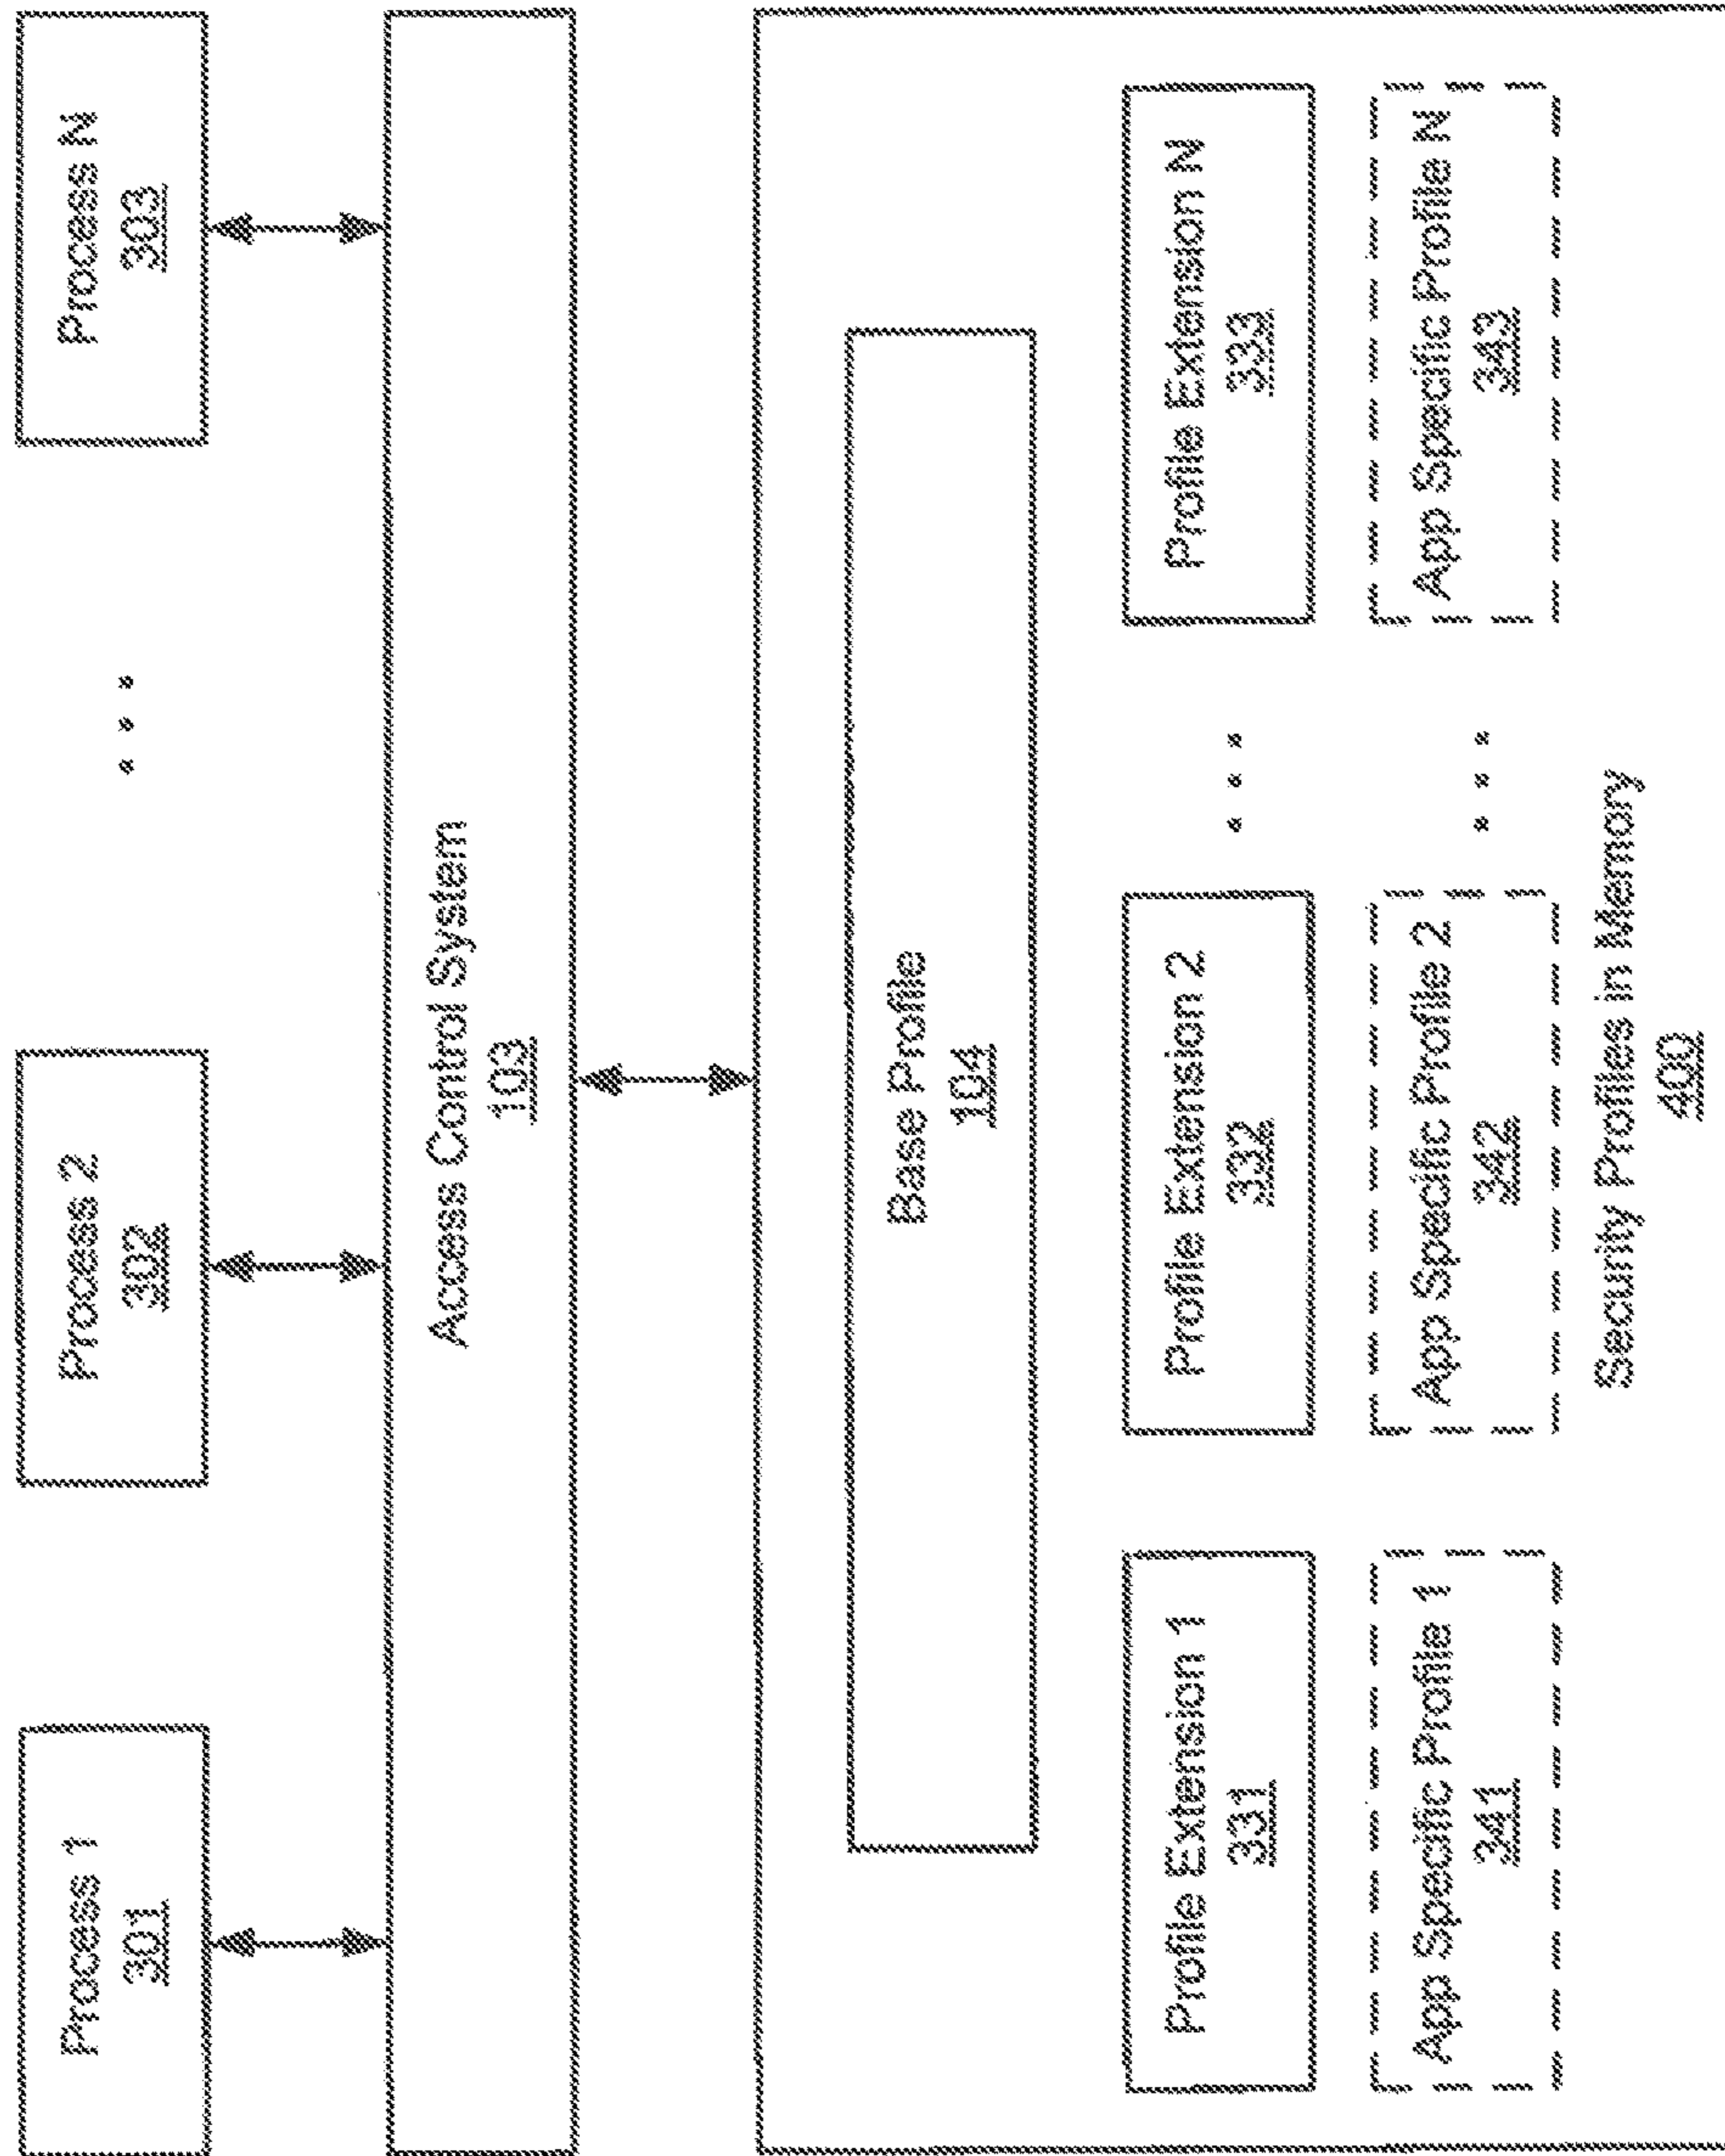 Process 1
301
Process 2
302
. . .
Process N
303
Access Control System
103
Base Profile
104
Profile Extension 1
331
Profile Extension 2
332
. . .
Profile Extension N
333
App Specific Profile 1
341
App Specific Profile 2
342
. . .
App Specific Profile N
343
Security Profiles in Memory
400